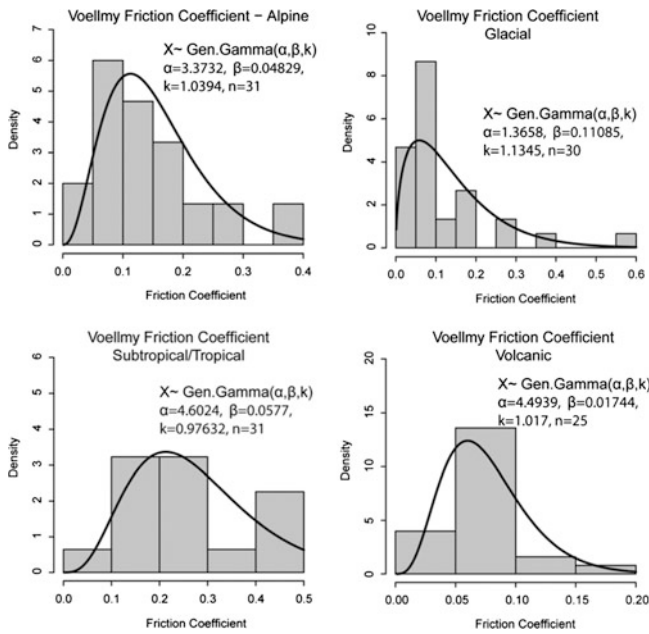 Voellmy Friction Coefficient – Alpine
X~ Gen.Gamma(α,β,k)
α=3.3732, β=0.04829,
k=1.0394, n=31
Density
0 1 2 3 4 5 6 7
0.0 0.1 0.2 0.3 0.4
Friction Coefficient
Voellmy Friction Coefficient
Glacial
X~ Gen.Gamma(α,β,k)
α=1.3658, β=0.11085,
k=1.1345, n=30
Density
0 2 4 6 8 10
0.0 0.1 0.2 0.3 0.4 0.5 0.6
Friction Coefficient
Voellmy Friction Coefficient
Subtropical/Tropical
X~ Gen.Gamma(α,β,k)
α=4.6024, β=0.0577,
k=0.97632, n=31
Density
0 1 2 3 4 5 6
0.0 0.1 0.2 0.3 0.4 0.5
Friction Coefficient
Voellmy Friction Coefficient
Volcanic
X~ Gen.Gamma(α,β,k)
α=4.4939, β=0.01744,
k=1.017, n=25
Density
0 5 10 15 20
0.00 0.05 0.10 0.15 0.20
Friction Coefficient